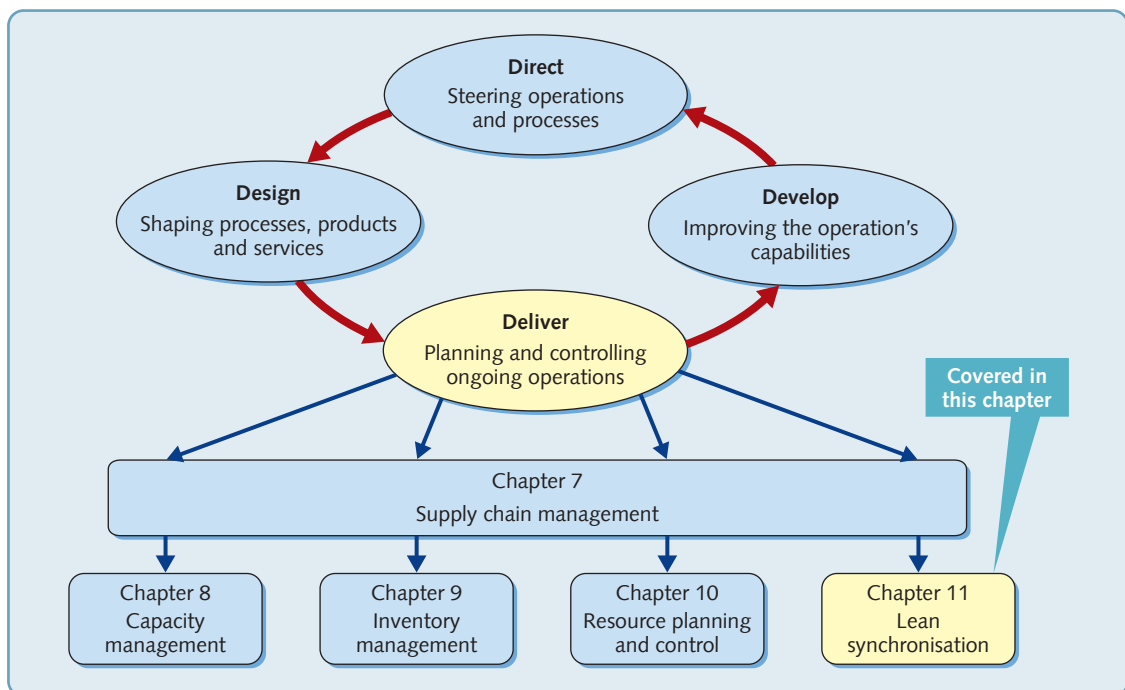 Direct
Steering operations
and processes
Design
Shaping processes, products
and services
Develop
Improving the operation's
capabilities
Deliver
Planning and controlling
ongoing operations
Covered in
this chapter
Chapter 7
Supply chain management
Chapter 8
Capacity
management
Chapter 9
Inventory
management
Chapter 10
Resource planning
and control
Chapter 11
Lean
synchronisation